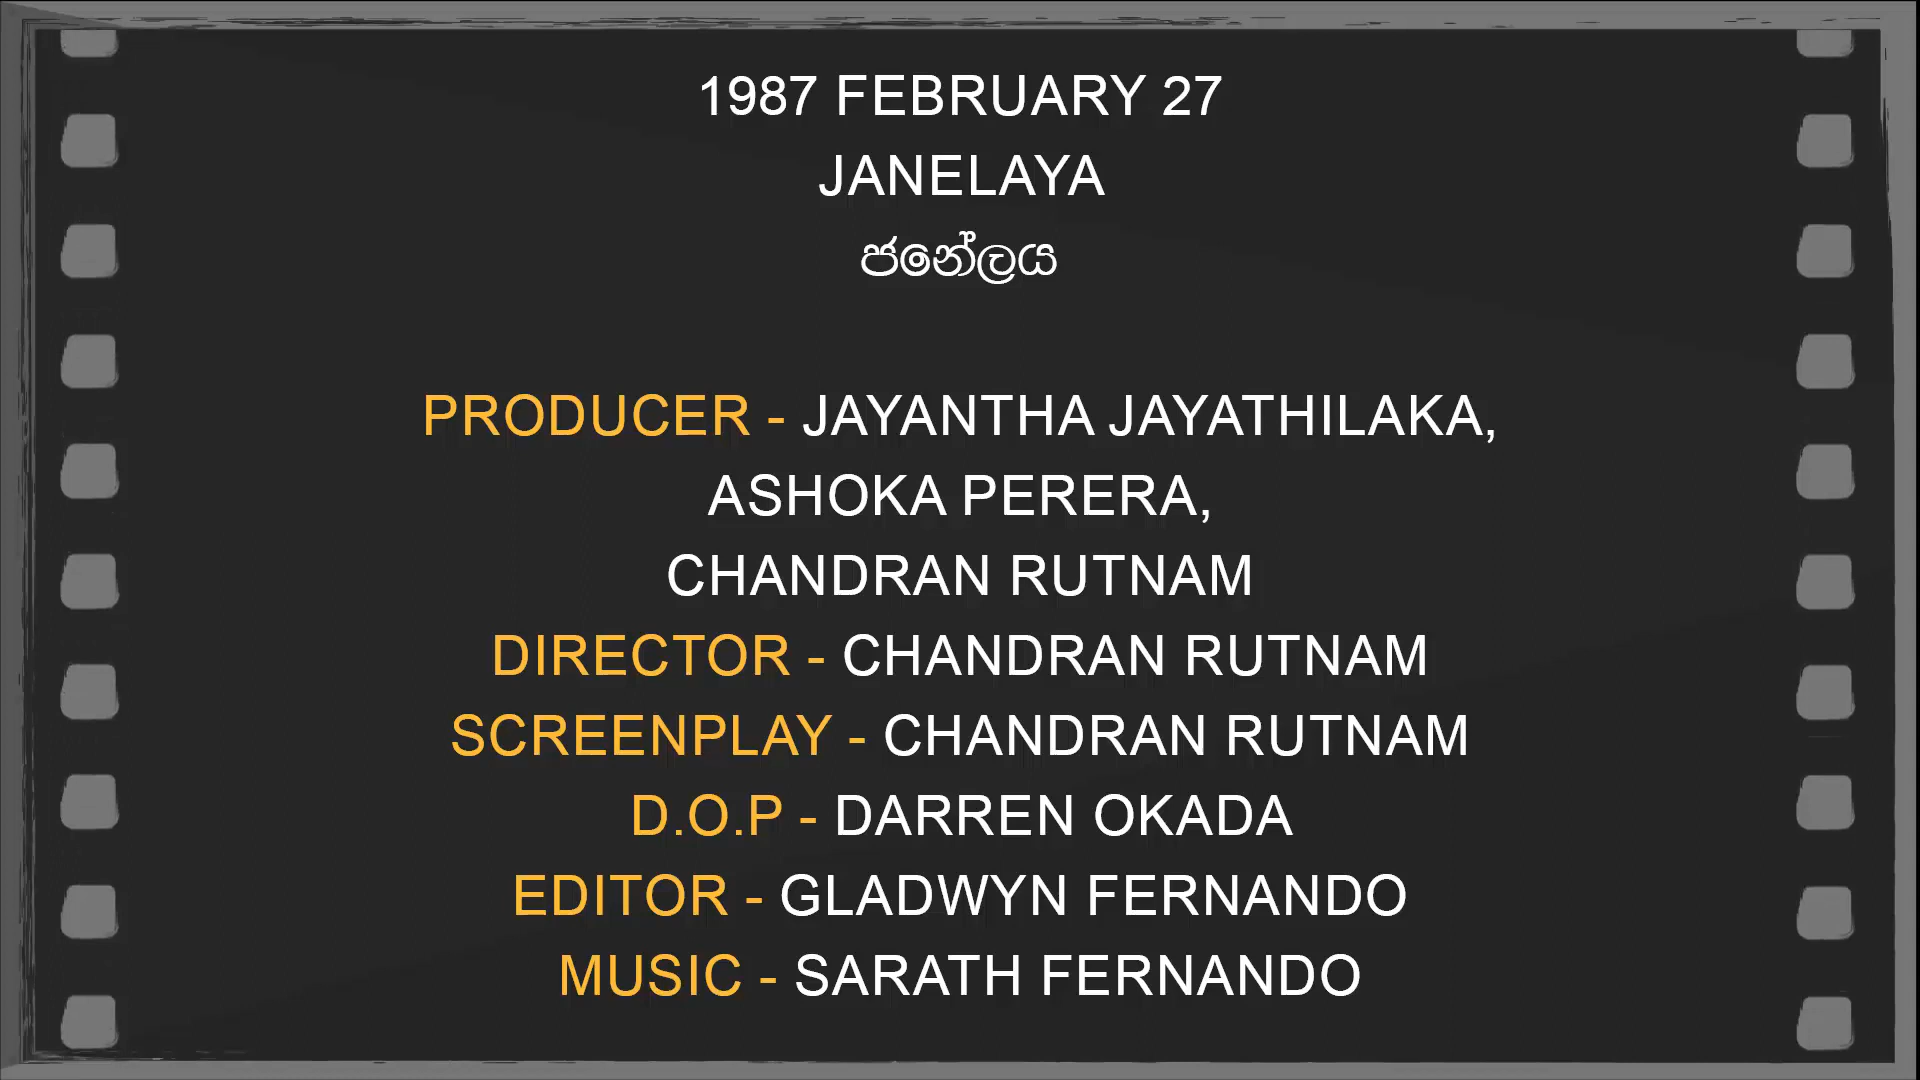 1987 FEBRUARY 27
JANELAYA
ජනේලය
PRODUCER - JAYANTHA JAYATHILAKA,
ASHOKA PERERA,
CHANDRAN RUTNAM
DIRECTOR - CHANDRAN RUTNAM
SCREENPLAY - CHANDRAN RUTNAM
D.O.P - DARREN OKADA
EDITOR - GLADWYN FERNANDO
MUSIC - SARATH FERNANDO